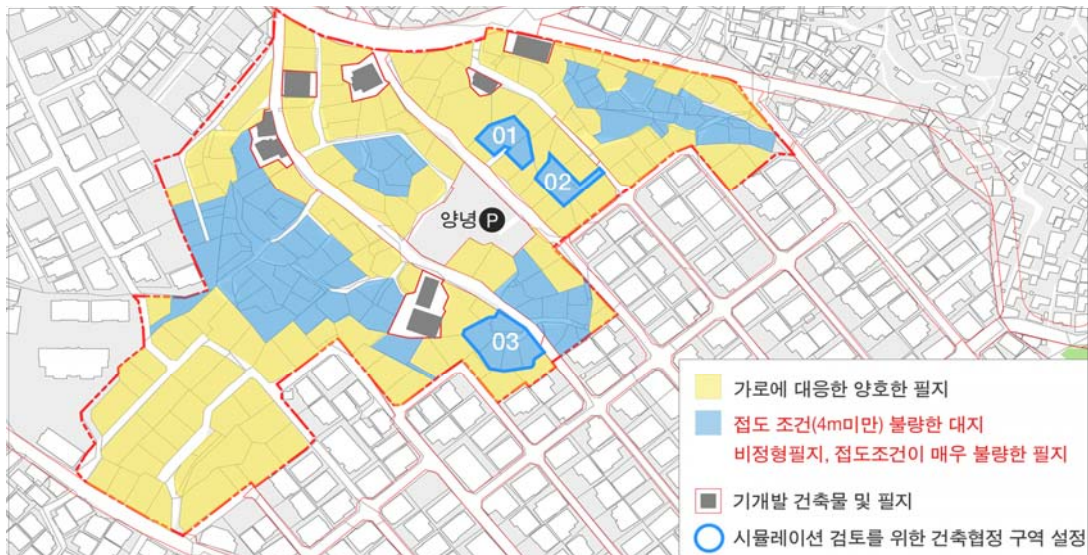 01
02
양녕 P
03
가로에 대응한 양호한 필지
접도 조건(4m미만) 불량한 대지
비정형필지, 접도조건이 매우 불량한 필지
기개발 건축물 및 필지
시뮬레이션 검토를 위한 건축협정 구역 설정